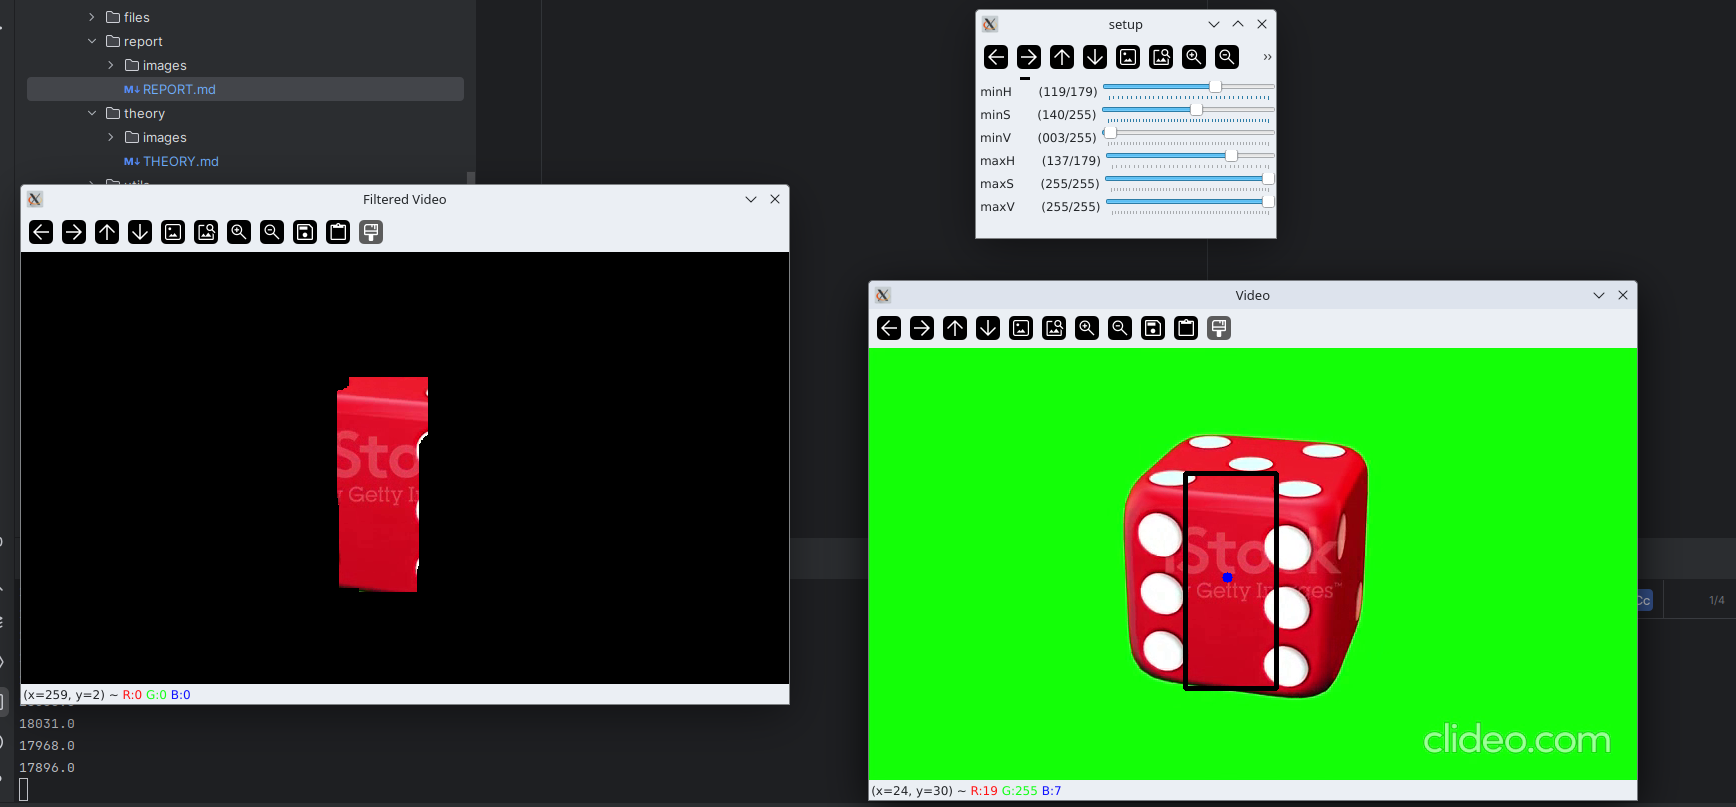 files
report
images
M↓ REPORT.md
theory
images
M↓ THEORY.md
setup
minH (119/179)
minS (140/255)
minV (003/255)
maxH (137/179)
maxS (255/255)
maxV (255/255)
Filtered Video
Sto
Getty
(x=259, y=2) ~ R:0 G:0 B:0
18031.0
17968.0
17896.0
Video
iStock
Getty Images™
clideo.com
(x=24, y=30) ~ R:19 G:255 B:7
Cc
1/4